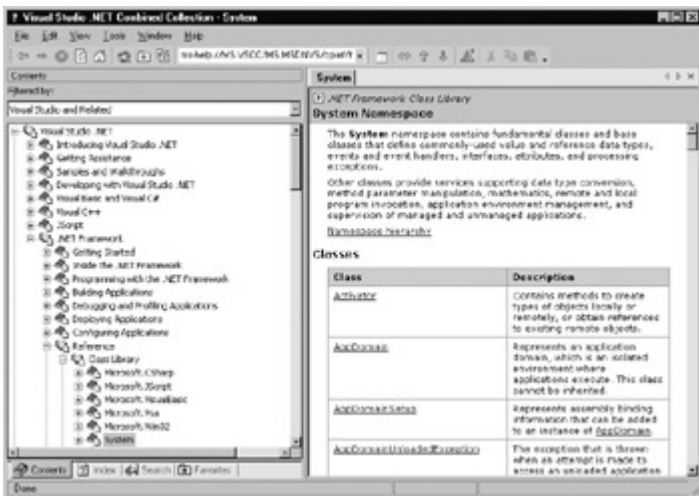 Visual Studio .NET Combined Collection - System
File Edit View Tools Window Help
Contents
Filtered by:
Visual Studio and Related
Visual Studio .NET
Introducing Visual Studio .NET
Getting Assistance
Samples and Walkthroughs
Developing with Visual Studio .NET
Visual Basic and Visual C#
Visual C++
JScript
.NET Framework
Getting Started
Inside the .NET Framework
Programming with the .NET Framework
Building Applications
Debugging and Profiling Applications
Deploying Applications
Configuring Applications
Reference
Class Library
Microsoft.CSharp
Microsoft.JScript
Microsoft.VisualBasic
Microsoft.Vsa
Microsoft.Win32
System
Contents Index Search Favorites
Done
System
.NET Framework Class Library
System Namespace
The System namespace contains fundamental classes and base
classes that define commonly-used value and reference data types,
events and event handlers, interfaces, attributes, and processing
exceptions.
Other classes provide services supporting data type conversion,
method parameter manipulation, mathematics, remote and local
program invocation, application environment management, and
supervision of managed and unmanaged applications.
Namespace hierarchy
Classes
Class Description
Activator
Contains methods to create
types of objects locally or
remotely, or obtain references
to existing remote objects.
AppDomain
Represents an application
domain, which is an isolated
environment where
applications execute. This class
cannot be inherited.
AppDomainSetup
Represents assembly binding
information that can be added
to an instance of AppDomain.
AppDomainUnloadedException
The exception that is thrown
when an attempt is made to
access an unloaded application